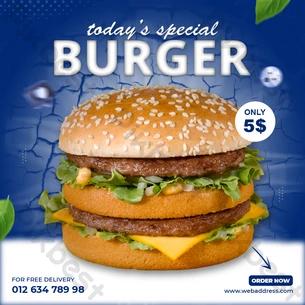 today's special
BURGER
ONLY
5$
FOR FREE DELIVERY
012 634 789 98
ORDER NOW
www.webaddress.com